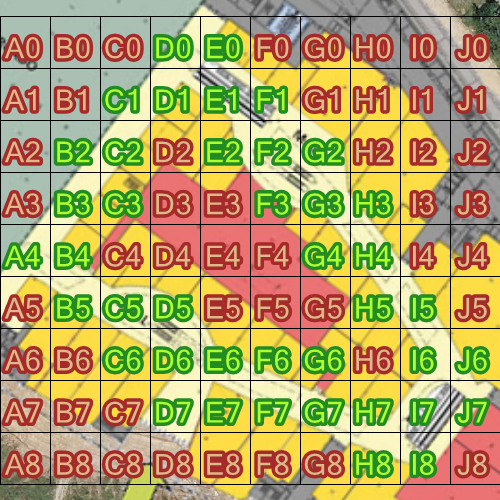 A0 B0 C0 D0 E0 F0 G0 H0 I0 J0
A1 B1 C1 D1 E1 F1 G1 H1 I1 J1
A2 B2 C2 D2 E2 F2 G2 H2 I2 J2
A3 B3 C3 D3 E3 F3 G3 H3 I3 J3
A4 B4 C4 D4 E4 F4 G4 H4 I4 J4
A5 B5 C5 D5 E5 F5 G5 H5 I5 J5
A6 B6 C6 D6 E6 F6 G6 H6 I6 J6
A7 B7 C7 D7 E7 F7 G7 H7 I7 J7
A8 B8 C8 D8 E8 F8 G8 H8 I8 J8